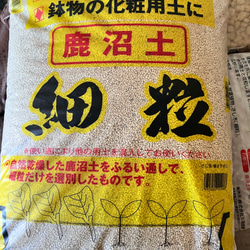 鉢物の化粧用土に
鹿沼土
細粒
自然乾燥した鹿沼土をふるい通しで、
細粒だけを選別したものです。